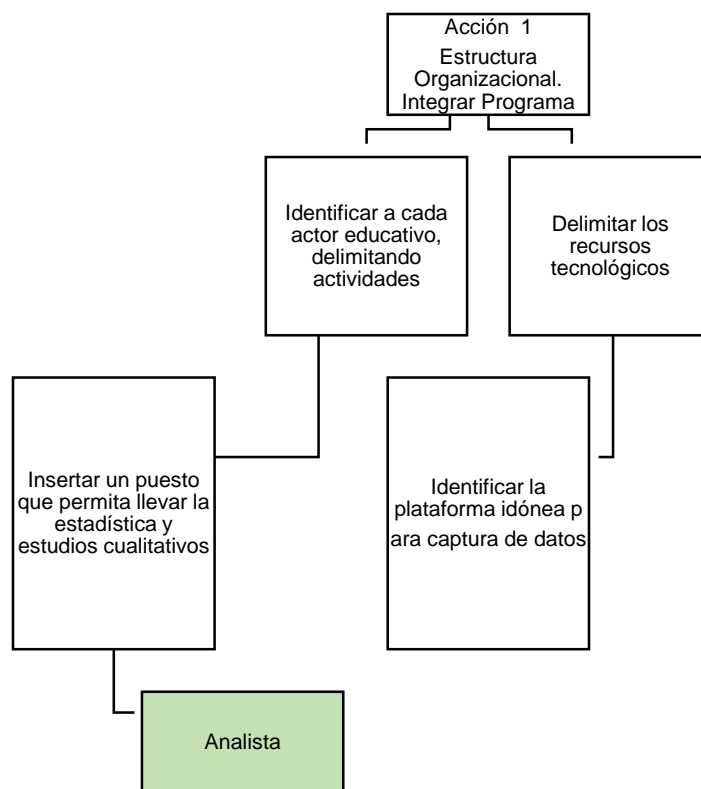 Acción 1
Estructura
Organizacional.
Integrar Programa
Identificar a cada
actor educativo,
delimitando
actividades
Delimitar los
recursos
tecnológicos
Insertar un puesto
que permita llevar la
estadística y
estudios cualitativos
Identificar la
plataforma idónea p
ara captura de datos
Analista